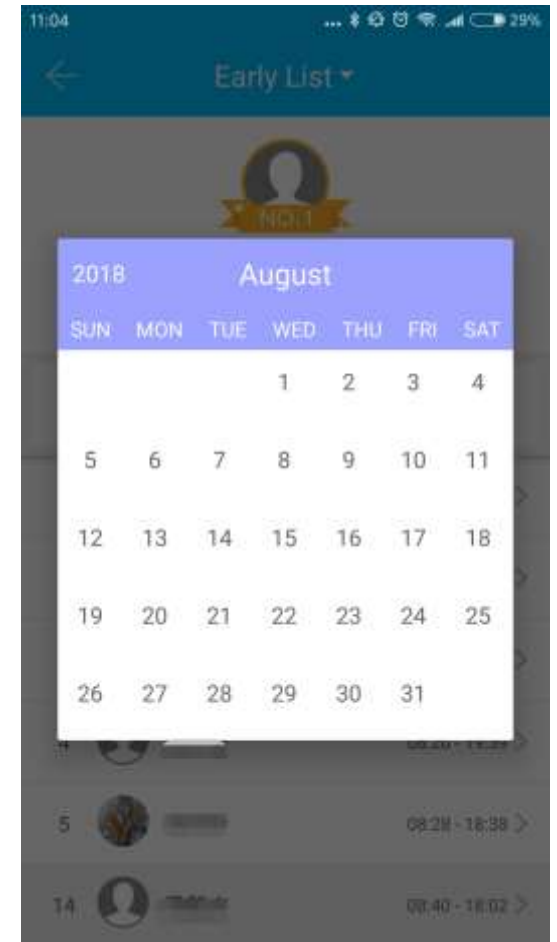 11:04 ... 29%
Early List
NO.1
2018 August
SUN MON TUE WED THU FRI SAT
1 2 3 4
5 6 7 8 9 10 11
12 13 14 15 16 17 18
19 20 21 22 23 24 25
26 27 28 29 30 31
4
5 08:28 - 18:38
14 08:40 - 18:02